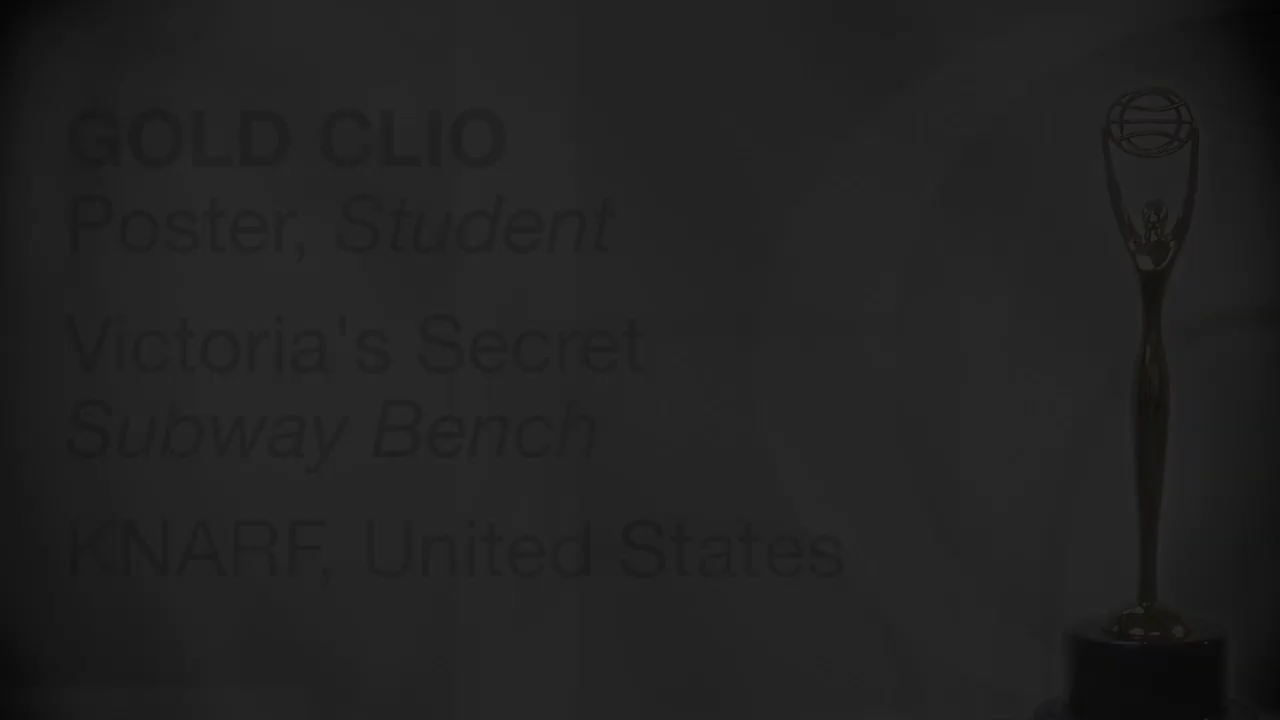 GOLD CLIO
Poster, Student
Victoria's Secret
Subway Bench
KNARF, United States